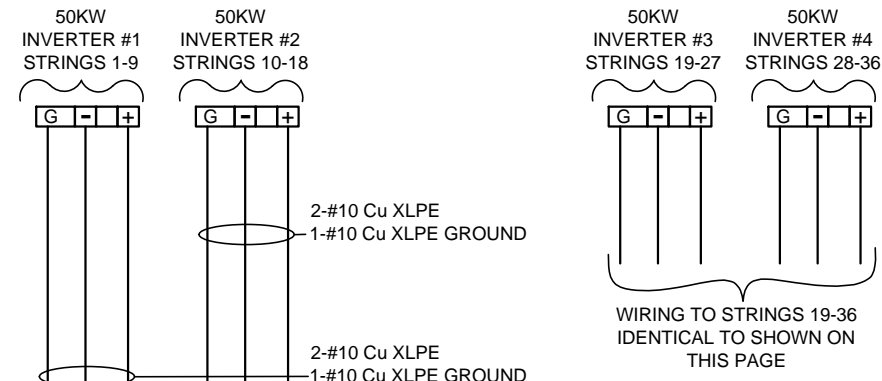 50KW
INVERTER #1
STRINGS 1-9
50KW
INVERTER #2
STRINGS 10-18
50KW
INVERTER #3
STRINGS 19-27
50KW
INVERTER #4
STRINGS 28-36
G - +
G - +
G - +
G - +
2-#10 Cu XLPE
1-#10 Cu XLPE GROUND
WIRING TO STRINGS 19-36
IDENTICAL TO SHOWN ON
THIS PAGE
2-#10 Cu XLPE
1-#10 Cu XLPE GROUND